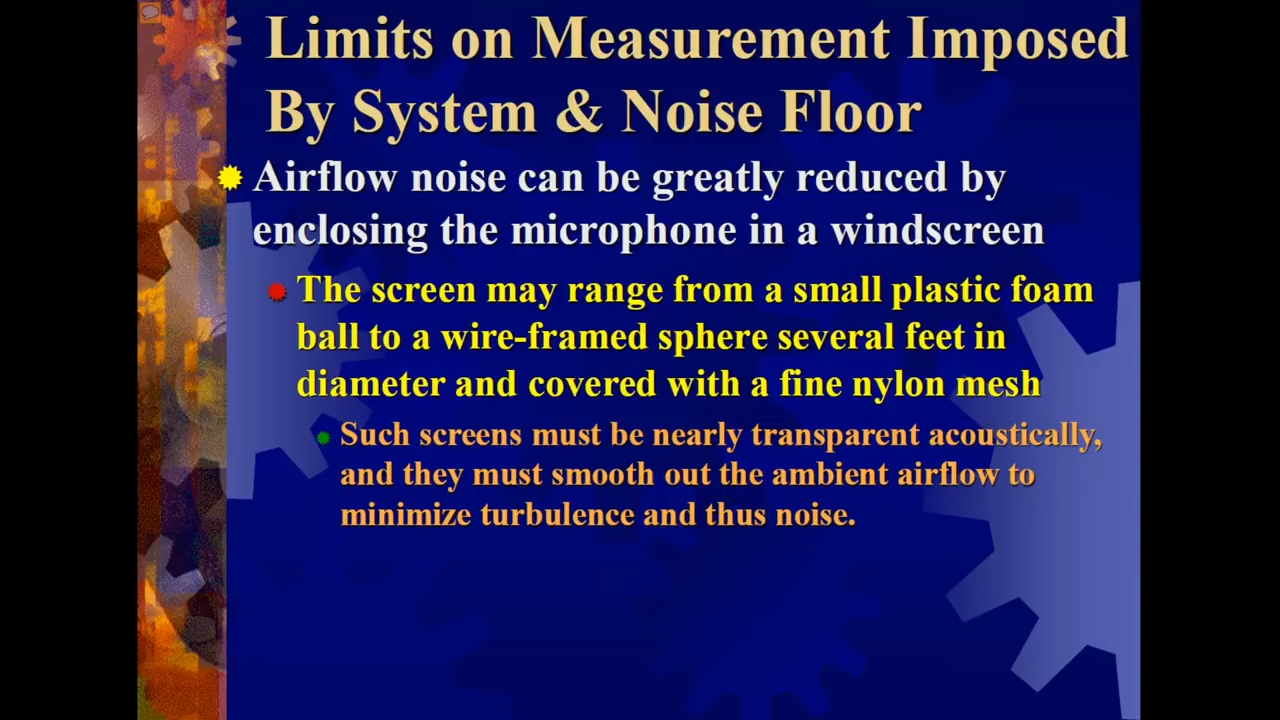 Limits on Measurement Imposed
By System & Noise Floor
Airflow noise can be greatly reduced by
enclosing the microphone in a windscreen
The screen may range from a small plastic foam
ball to a wire-framed sphere several feet in
diameter and covered with a fine nylon mesh
Such screens must be nearly transparent acoustically,
and they must smooth out the ambient airflow to
minimize turbulence and thus noise.